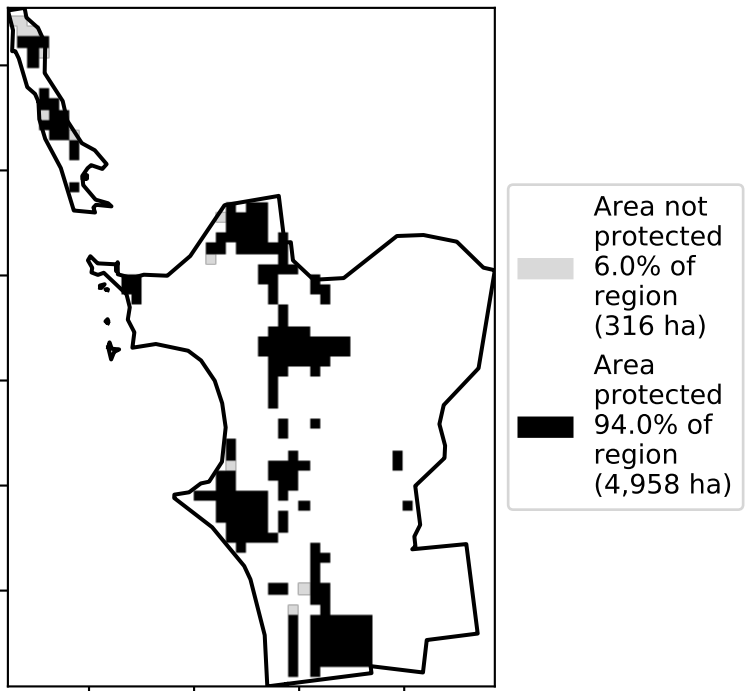 Area not
protected
6.0% of
region
(316 ha)
Area
protected
94.0% of
region
(4,958 ha)